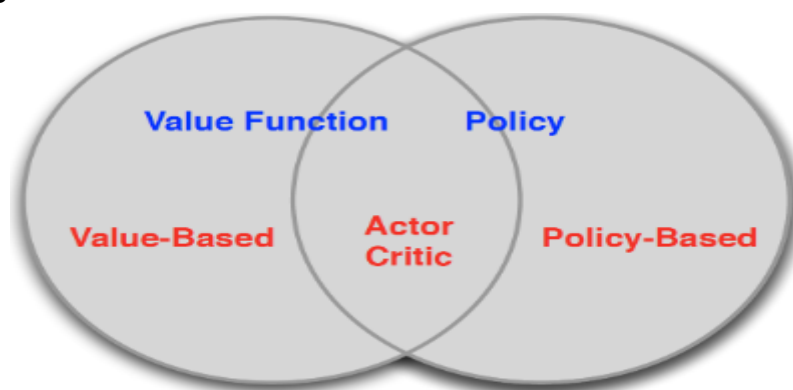 Value Function
Policy
Value-Based
Actor
Critic
Policy-Based